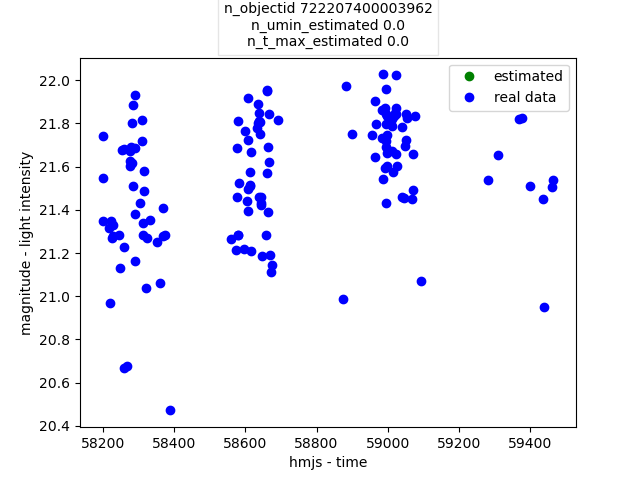 n_objectid 722207400003962
n_umin_estimated 0.0
n_t_max_estimated 0.0
estimated
real data
magnitude - light intensity
22.0
21.8
21.6
21.4
21.2
21.0
20.8
20.6
20.4
58200 58400 58600 58800 59000 59200 59400
hmjs - time